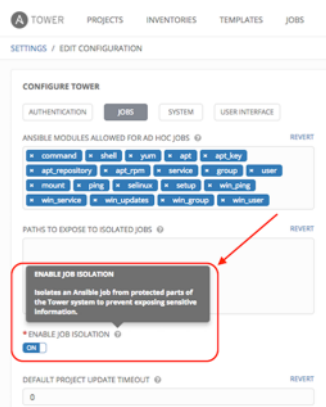 A TOWER PROJECTS INVENTORIES TEMPLATES JOBS
SETTINGS / EDIT CONFIGURATION
CONFIGURE TOWER
AUTHENTICATION JOBS SYSTEM USER INTERFACE
ANSIBLE MODULES ALLOWED FOR AD HOC JOBS REVERT
× command × shell × yum × apt × apt_key
× apt_repository × apt_rpm × service × group × user
× mount × ping × selinux × setup × win_ping
× win_service × win_updates × win_group × win_user
PATHS TO EXPOSE TO ISOLATED JOBS REVERT
ENABLE JOB ISOLATION
Isolates an Ansible job from protected parts of
the Tower system to prevent exposing sensitive
information.
* ENABLE JOB ISOLATION
ON
DEFAULT PROJECT UPDATE TIMEOUT REVERT
0